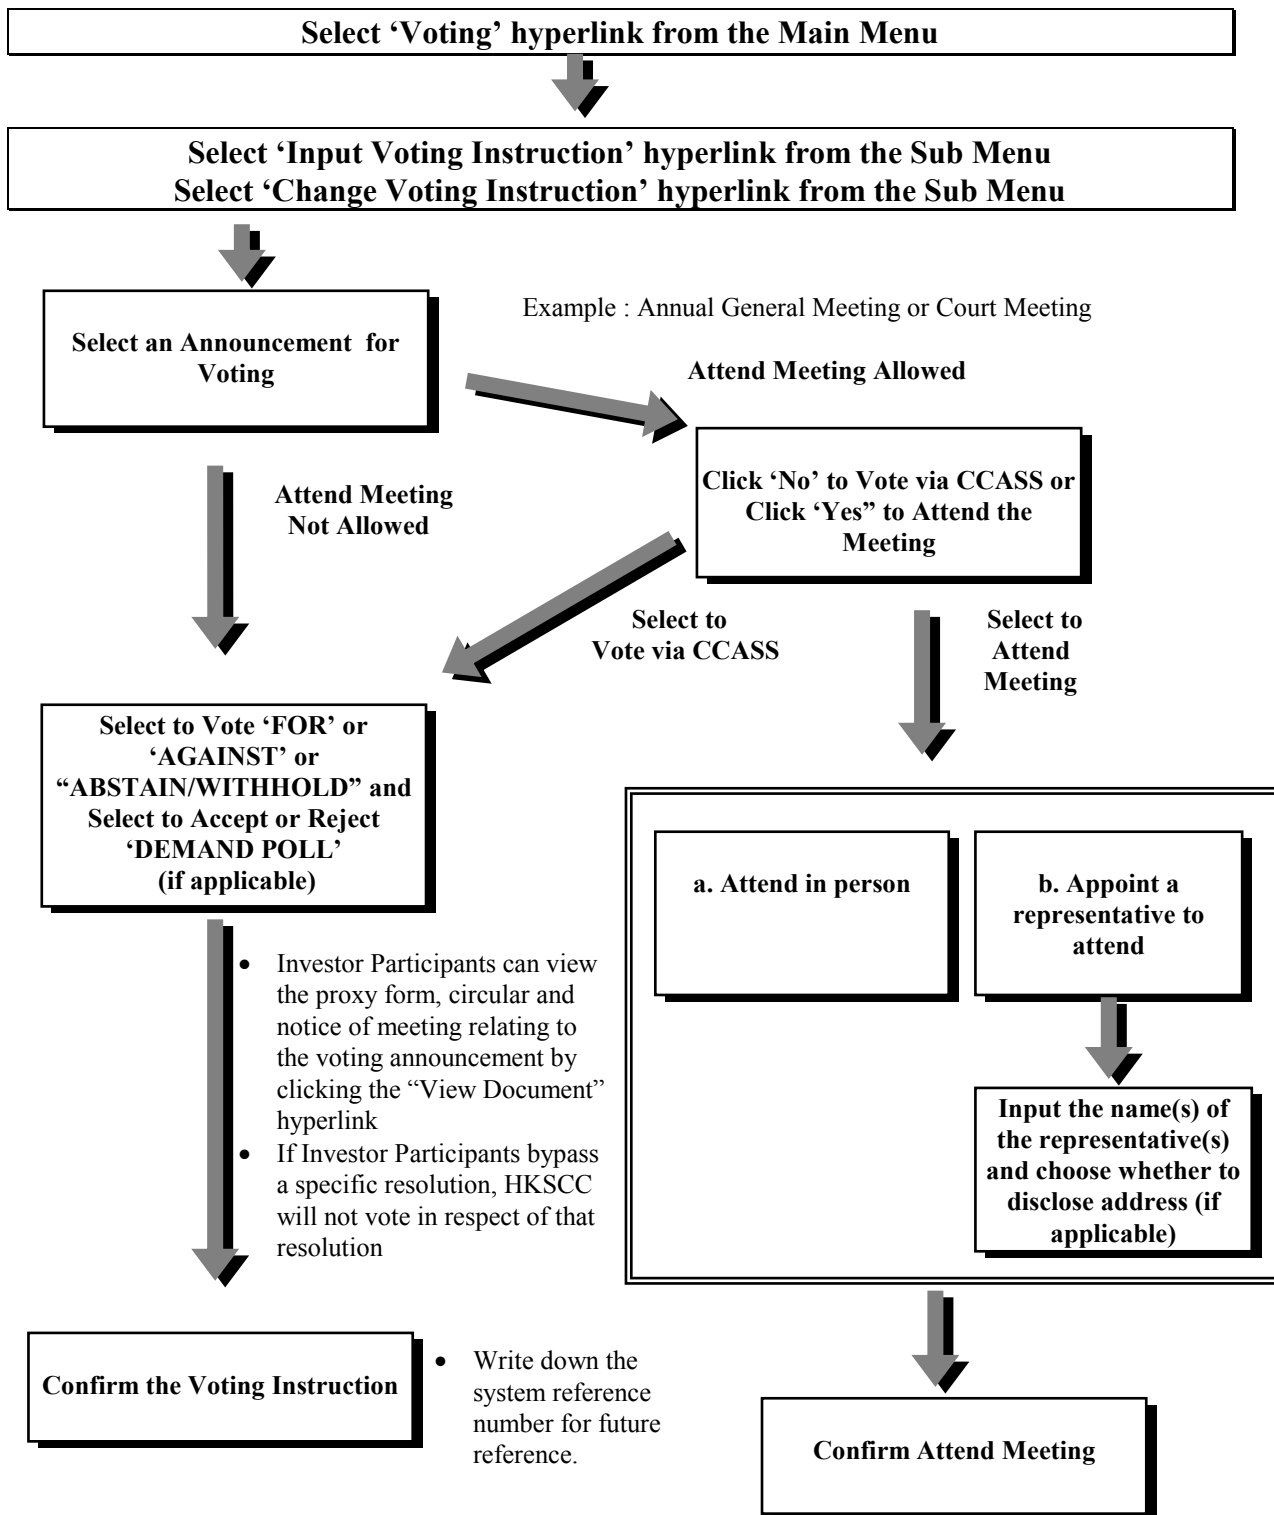 Select ‘Voting’ hyperlink from the Main Menu
Select ‘Input Voting Instruction’ hyperlink from the Sub Menu
Select ‘Change Voting Instruction’ hyperlink from the Sub Menu
Select an Announcement for
Voting
Example : Annual General Meeting or Court Meeting
Attend Meeting Allowed
Attend Meeting
Not Allowed
Click ‘No’ to Vote via CCASS or
Click ‘Yes” to Attend the
Meeting
Select to
Vote via CCASS
Select to
Attend
Meeting
Select to Vote ‘FOR’ or
‘AGAINST’ or
“ABSTAIN/WITHHOLD” and
Select to Accept or Reject
‘DEMAND POLL’
(if applicable)
a. Attend in person
b. Appoint a
representative to
attend
• Investor Participants can view
the proxy form, circular and
notice of meeting relating to
the voting announcement by
clicking the “View Document”
hyperlink
• If Investor Participants bypass
a specific resolution, HKSCC
will not vote in respect of that
resolution
Input the name(s) of
the representative(s)
and choose whether to
disclose address (if
applicable)
Confirm the Voting Instruction
• Write down the
system reference
number for future
reference.
Confirm Attend Meeting